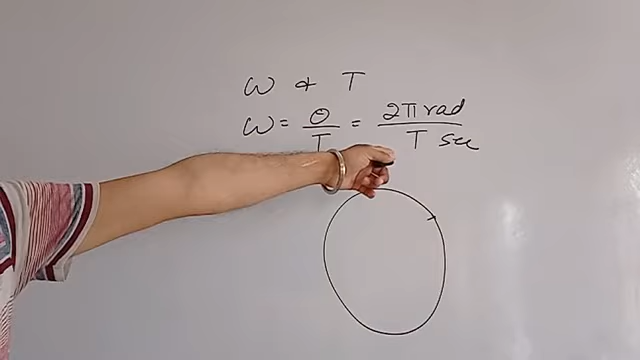 ω & T
ω = θ/T = 2π rad/T sec